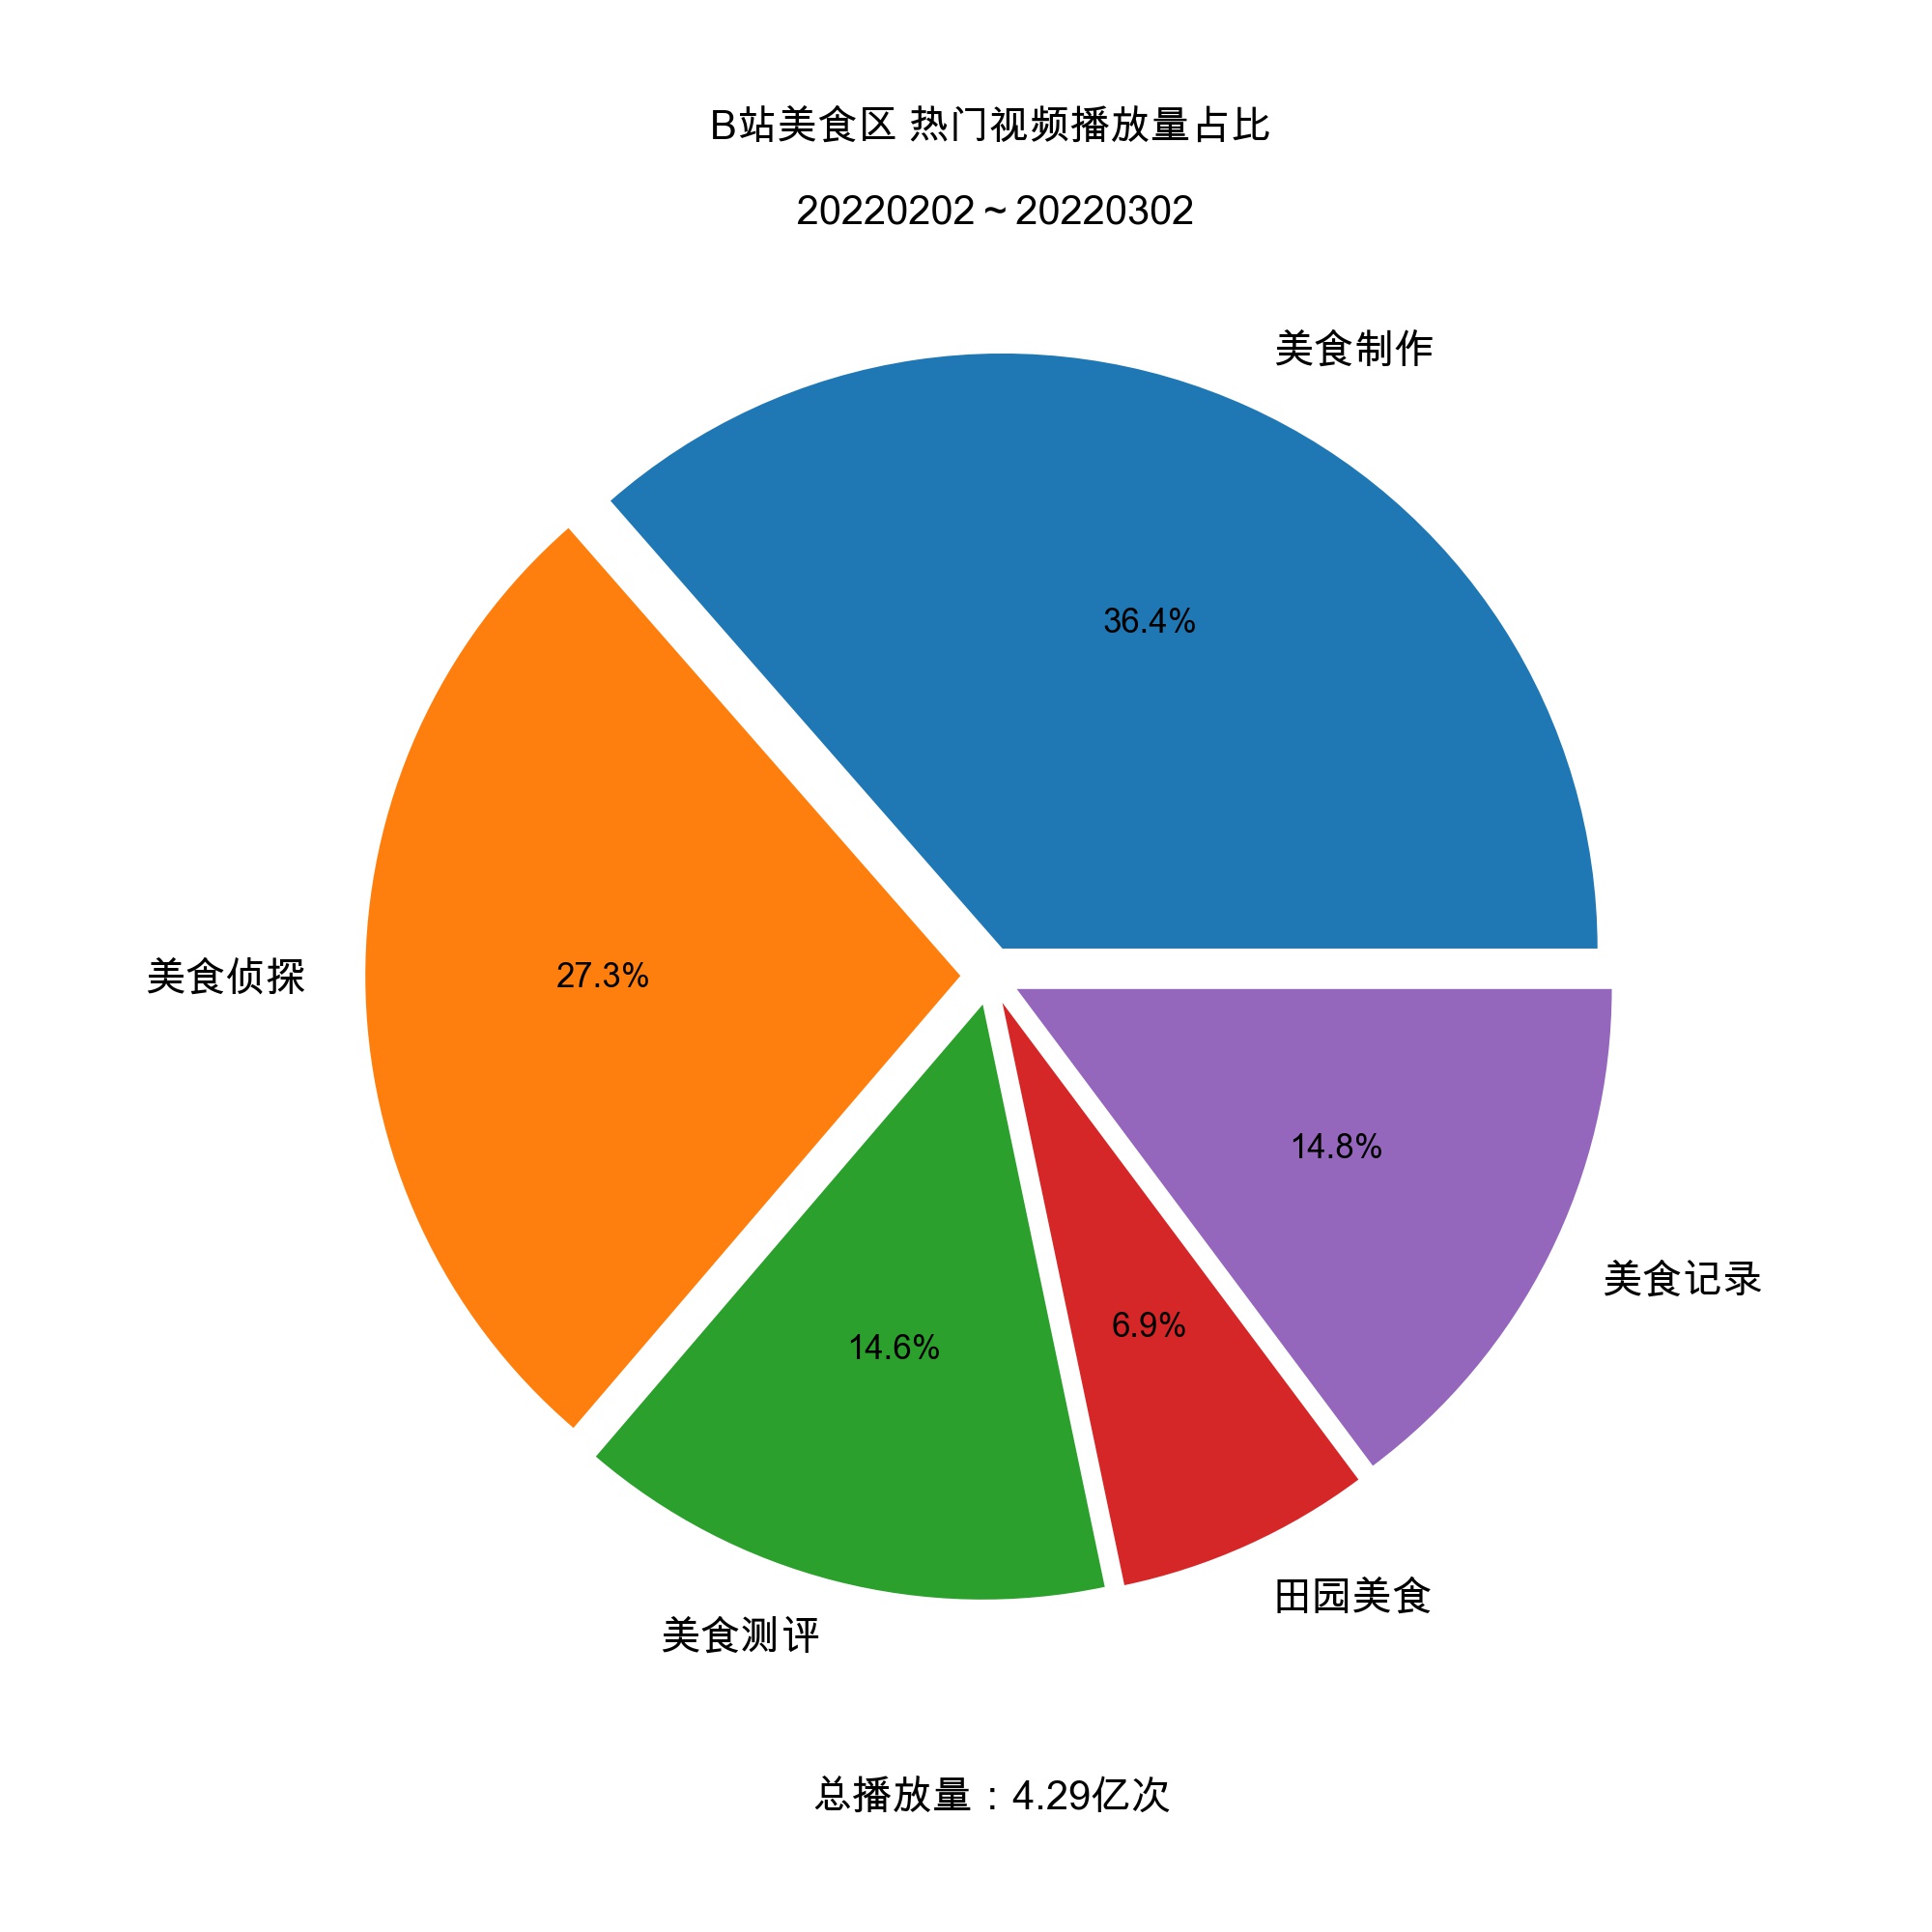 B站美食区 热门视频播放量占比
20220202 ~ 20220302
美食制作
36.4%
美食侦探
27.3%
14.8%
美食记录
14.6%
6.9%
田园美食
美食测评
总播放量：4.29亿次